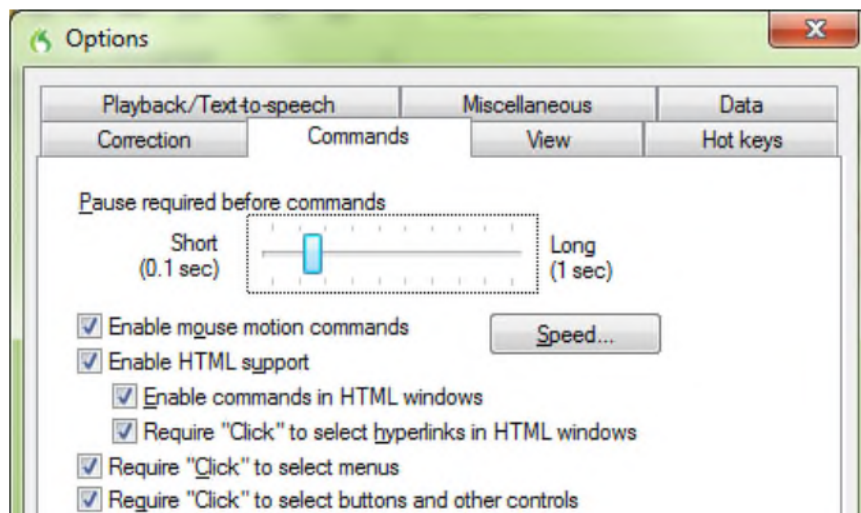 Options
Playback/Text-to-speech Miscellaneous Data
Correction Commands View Hot keys
Pause required before commands
Short Long
(0.1 sec) (1 sec)
Enable mouse motion commands Speed...
Enable HTML support
Enable commands in HTML windows
Require "Click" to select hyperlinks in HTML windows
Require "Click" to select menus
Require "Click" to select buttons and other controls